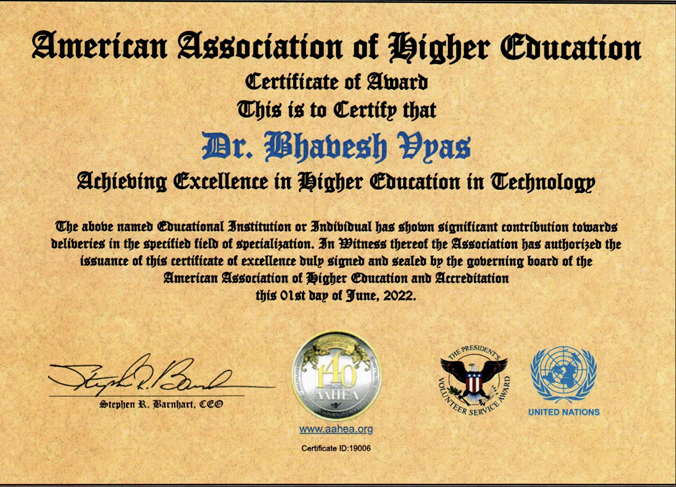 American Association of Higher Education
Certificate of Award
This is to Certify that
Dr. Bhavesh Vyas
Achieving Excellence in Higher Education in Technology
The above named Educational Institution or Individual has shown significant contribution towards
deliveries in the specified field of specialization. In Witness thereof the Association has authorized the
issuance of this certificate of excellence duly signed and sealed by the governing board of the
American Association of Higher Education and Accreditation
this 01st day of June, 2022.
Stephen R. Barnhart, CEO
140
AAHEA
www.aahea.org
Certificate ID:19006
THE PRESIDENT'S
VOLUNTEER SERVICE AWARD
UNITED NATIONS